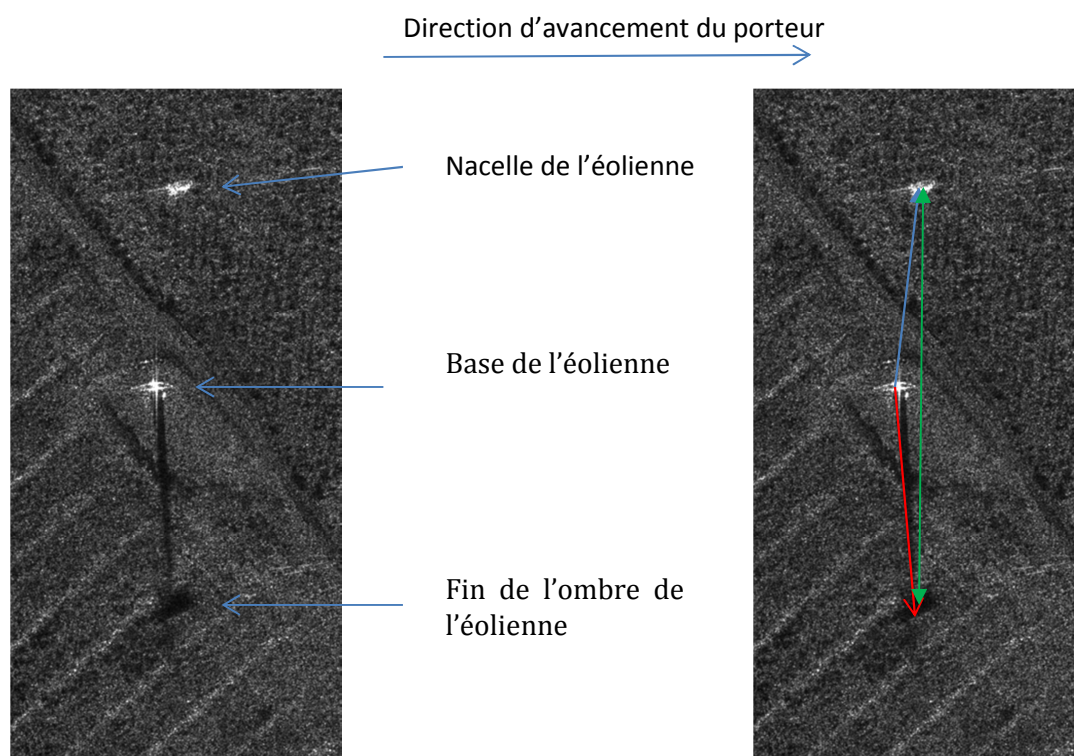 Direction d’avancement du porteur
Nacelle de l’éolienne
Base de l’éolienne
Fin de l’ombre de
l’éolienne